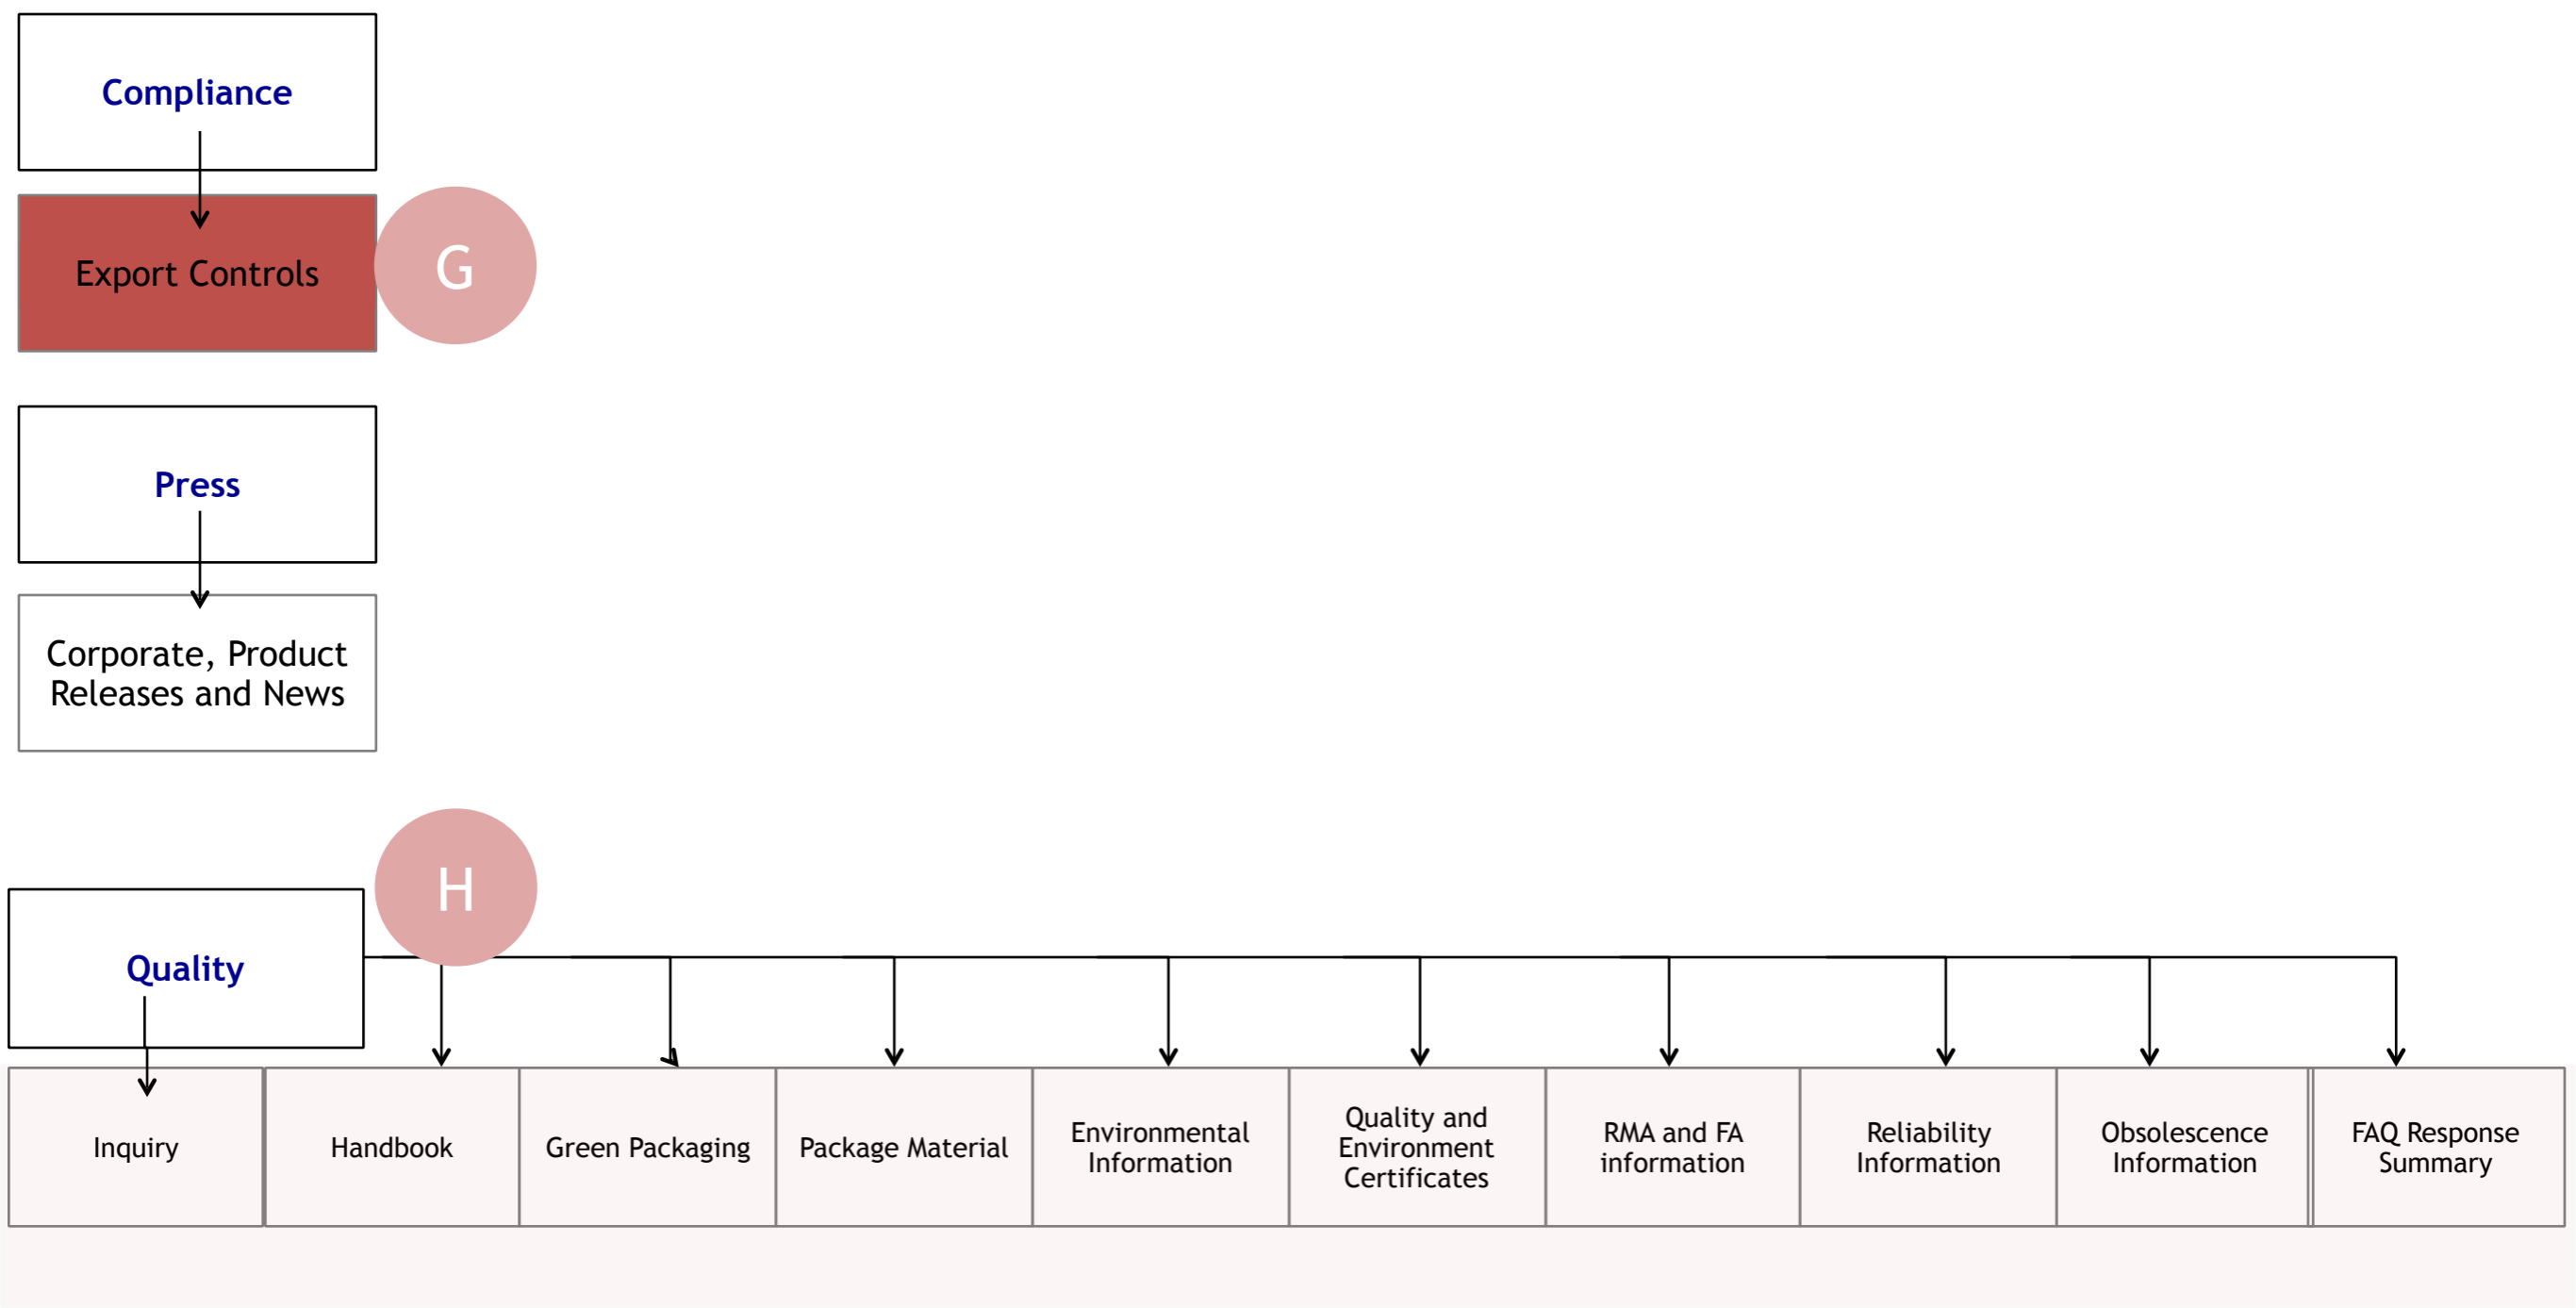 Compliance
Export Controls
G
Press
Corporate, Product
Releases and News
H
Quality
Inquiry
Handbook
Green Packaging
Package Material
Environmental
Information
Quality and
Environment
Certificates
RMA and FA
information
Reliability
Information
Obsolescence
Information
FAQ Response
Summary